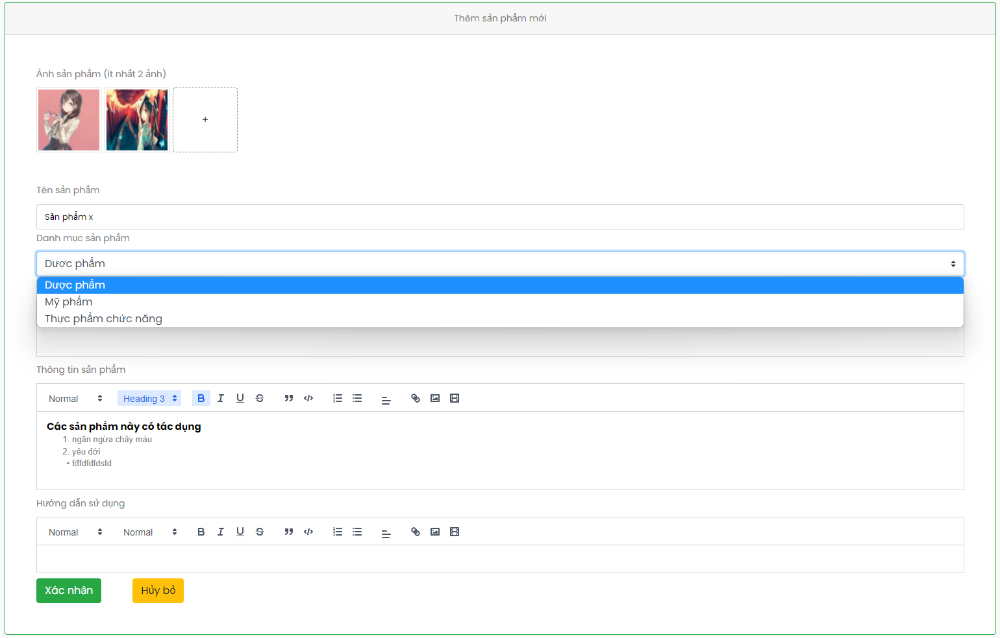 Thêm sản phẩm mới
Ảnh sản phẩm (ít nhất 2 ảnh)
+
Tên sản phẩm
Sản phẩm x
Danh mục sản phẩm
Dược phẩm
Dược phẩm
Mỹ phẩm
Thực phẩm chức năng
Thông tin sản phẩm
Normal Heading 3 B I U S
Các sản phẩm này có tác dụng
1. ngăn ngừa chảy máu
2. yêu đời
• fđfdfdfdsfd
Hướng dẫn sử dụng
Normal Normal B I U S
Xác nhận Hủy bỏ